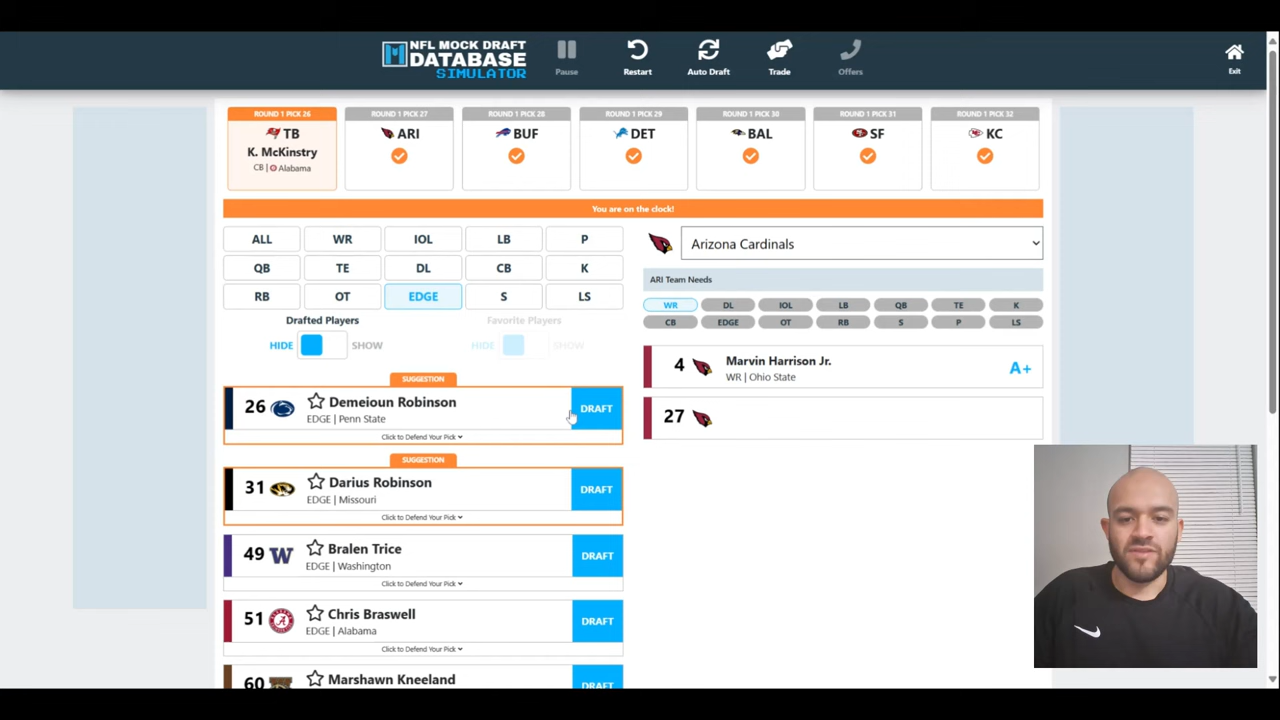 NFL MOCK DRAFT
DATABASE
SIMULATOR
Pause
Restart
Auto Draft
Trade
Offers
Exit
ROUND 1 PICK 26
TB
K. McKinstry
CB | Alabama
ROUND 1 PICK 27
ARI
ROUND 1 PICK 28
BUF
ROUND 1 PICK 29
DET
ROUND 1 PICK 30
BAL
ROUND 1 PICK 31
SF
ROUND 1 PICK 32
KC
You are on the clock!
ALL WR IOL LB P
QB TE DL CB K
RB OT EDGE S LS
Drafted Players
HIDE SHOW
Favorite Players
HIDE SHOW
SUGGESTION
26 Demeioun Robinson DRAFT
EDGE | Penn State
Click to Defend Your Pick
SUGGESTION
31 Darius Robinson DRAFT
EDGE | Missouri
Click to Defend Your Pick
49 Bralen Trice DRAFT
EDGE | Washington
Click to Defend Your Pick
51 Chris Braswell DRAFT
EDGE | Alabama
Click to Defend Your Pick
60 Marshawn Kneeland DRAFT
Arizona Cardinals
ARI Team Needs
WR DL IOL LB QB TE K
CB EDGE OT RB S P LS
4 Marvin Harrison Jr. A+
WR | Ohio State
27